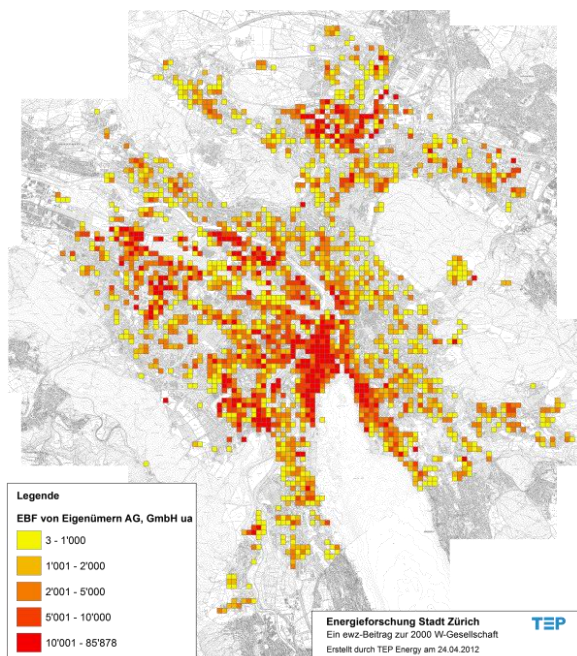 Legende
EBF von Eigenümern AG, GmbH ua
3 - 1'000
1'001 - 2'000
2'001 - 5'000
5'001 - 10'000
10'001 - 85'878
Energieforschung Stadt Zürich
Ein ewz-Beitrag zur 2000 W-Gesellschaft
Erstellt durch TEP Energy am 24.04.2012
TEP